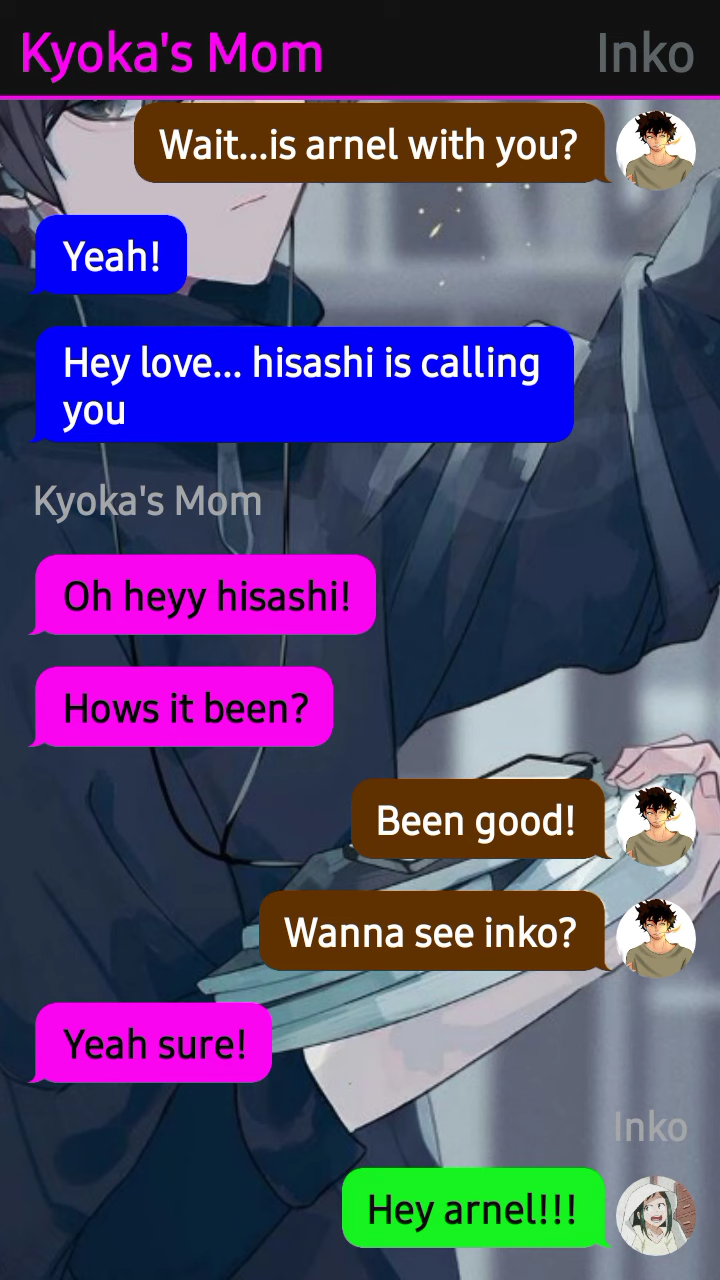 Kyoka's Mom
Inko
Wait...is arnel with you?
Yeah!
Hey love... hisashi is calling
you
Kyoka's Mom
Oh heyy hisashi!
Hows it been?
Been good!
Wanna see inko?
Yeah sure!
Inko
Hey arnel!!!